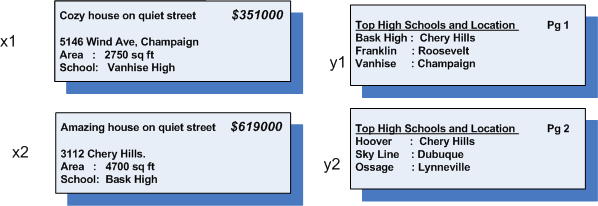 x1
Cozy house on quiet street $351000
5146 Wind Ave, Champaign
Area : 2750 sq ft
School: Vanhise High
y1
Top High Schools and Location Pg 1
Bask High : Chery Hills
Franklin : Roosevelt
Vanhise : Champaign
x2
Amazing house on quiet street $619000
3112 Chery Hills.
Area : 4700 sq ft
School: Bask High
y2
Top High Schools and Location Pg 2
Hoover : Chery Hills
Sky Line : Dubuque
Ossage : Lynneville